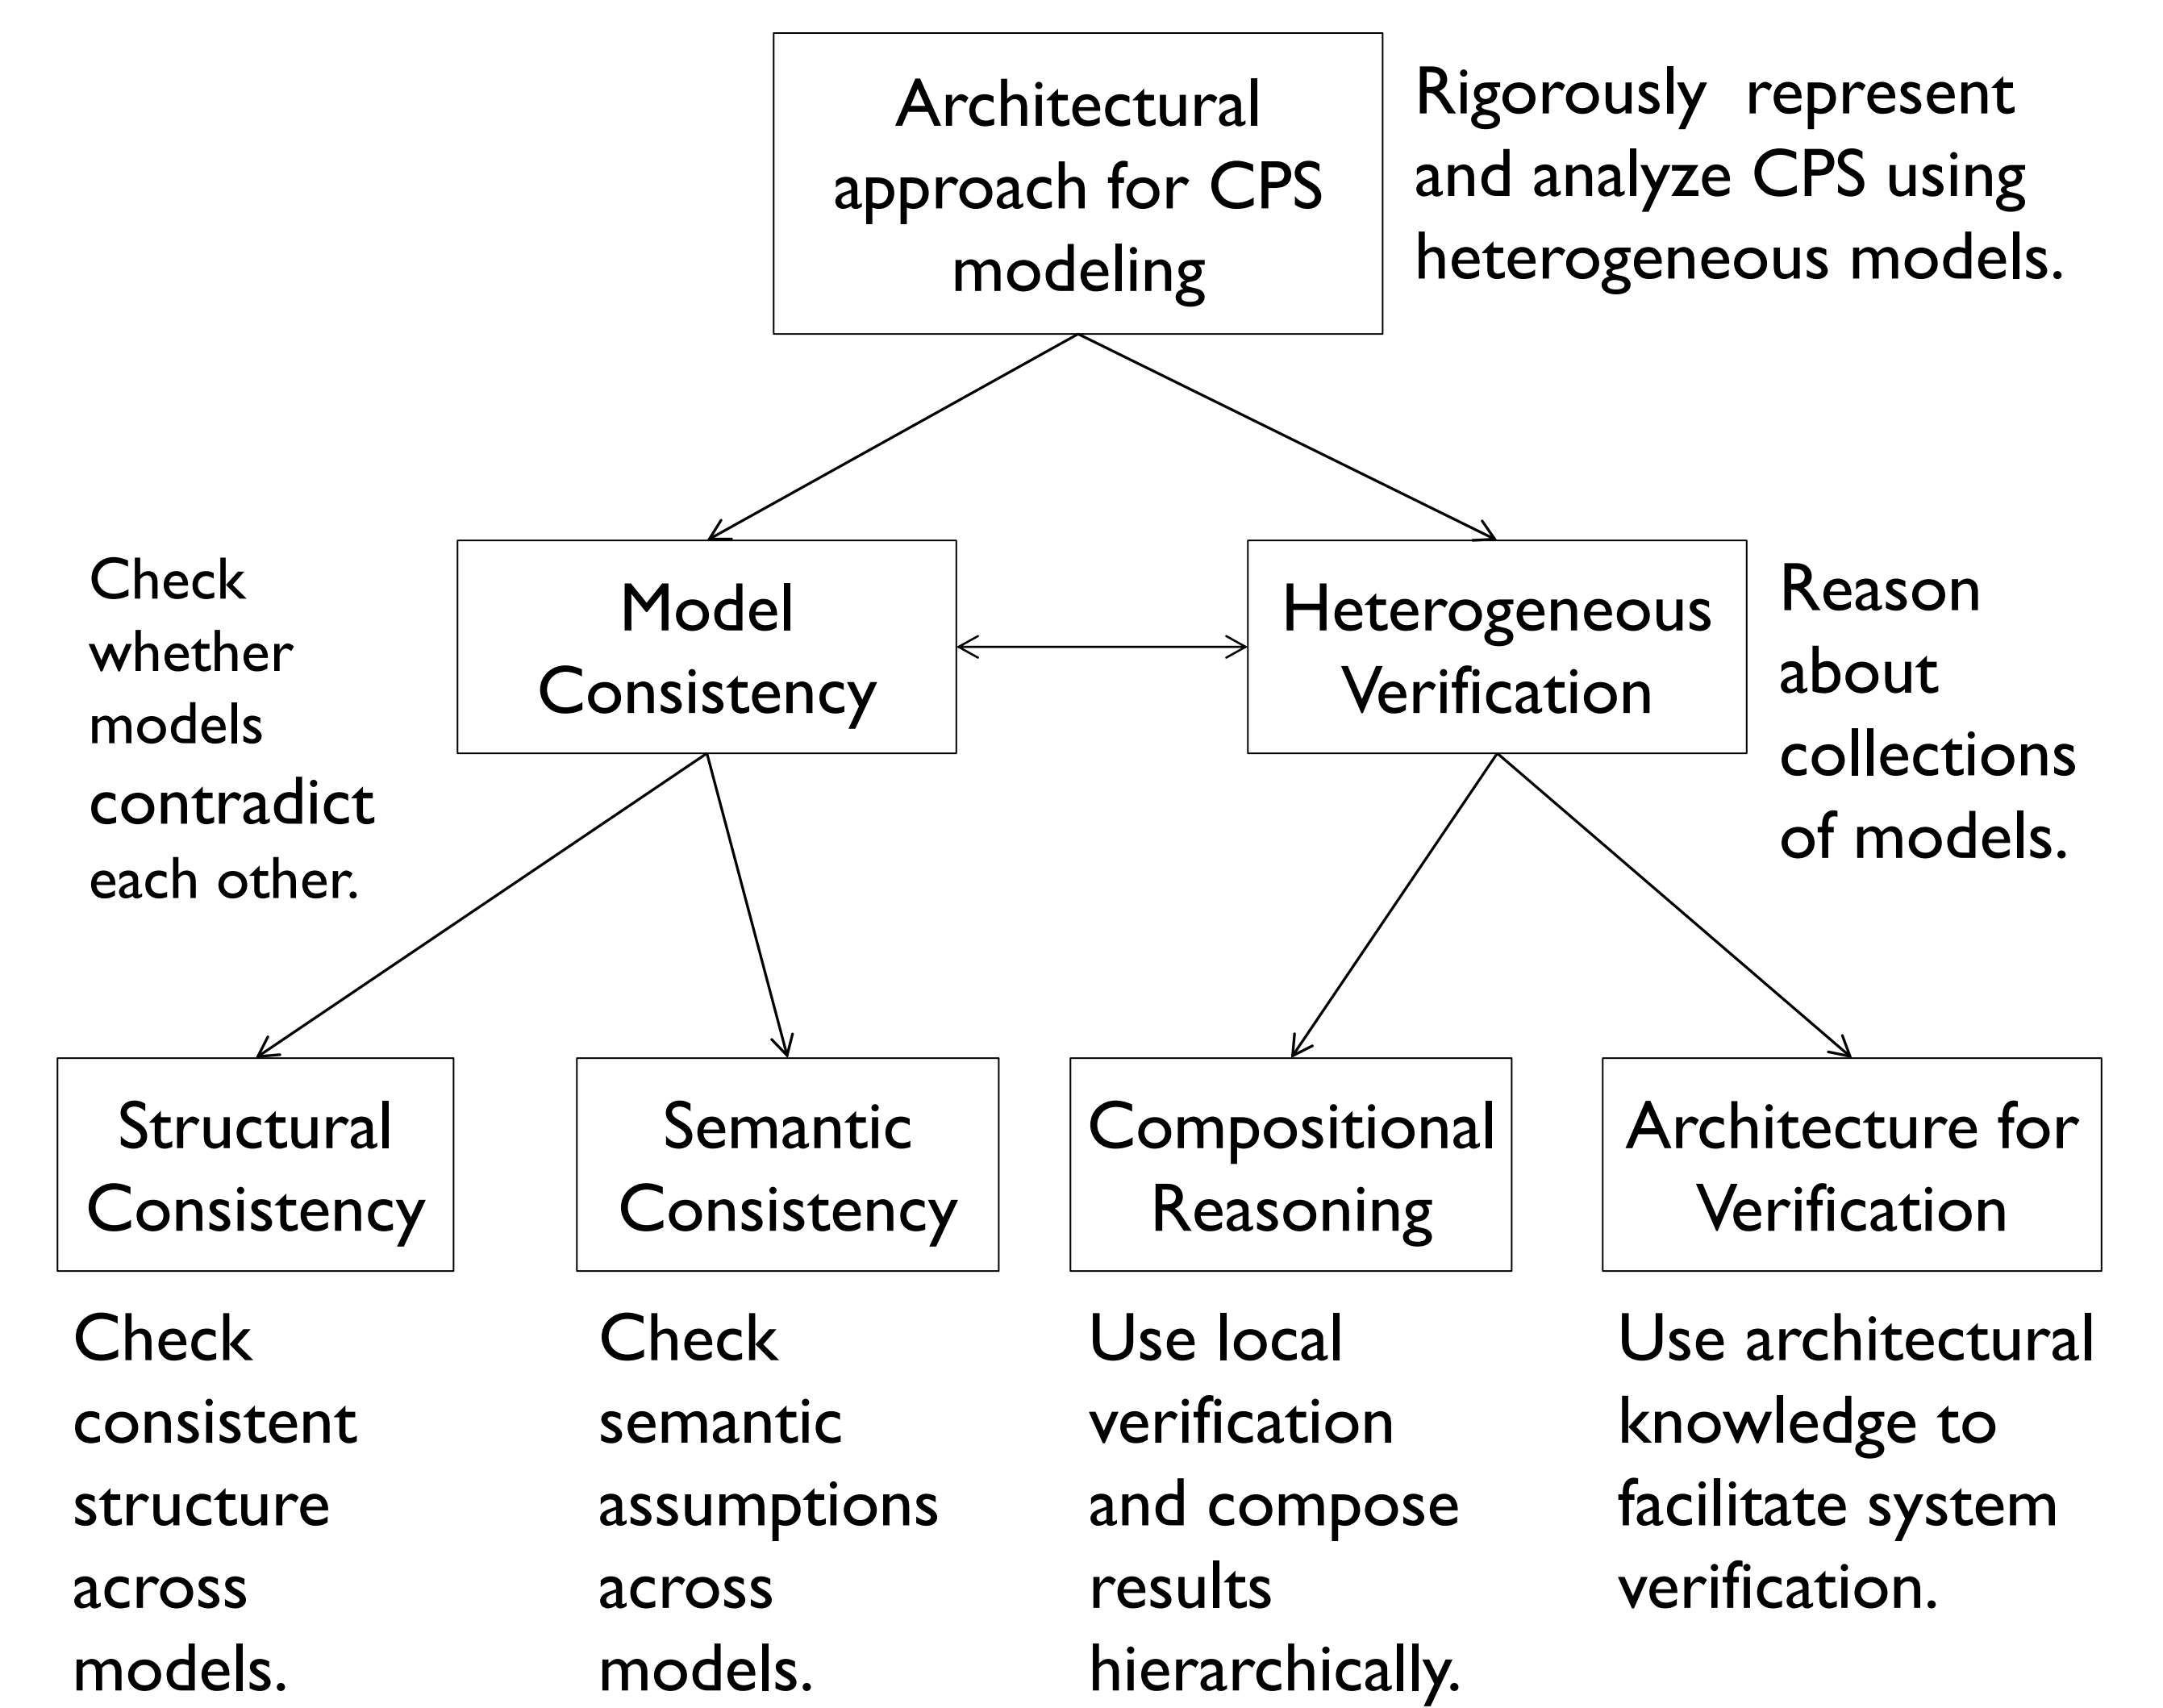 Architectural
approach for CPS
modeling
Rigorously represent
and analyze CPS using
heterogeneous models.
Check
whether
models
contradict
each other.
Model
Consistency
Heterogeneous
Verification
Reason
about
collections
of models.
Structural
Consistency
Semantic
Consistency
Compositional
Reasoning
Architecture for
Verification
Check
consistent
structure
across
models.
Check
semantic
assumptions
across
models.
Use local
verification
and compose
results
hierarchically.
Use architectural
knowledge to
facilitate system
verification.